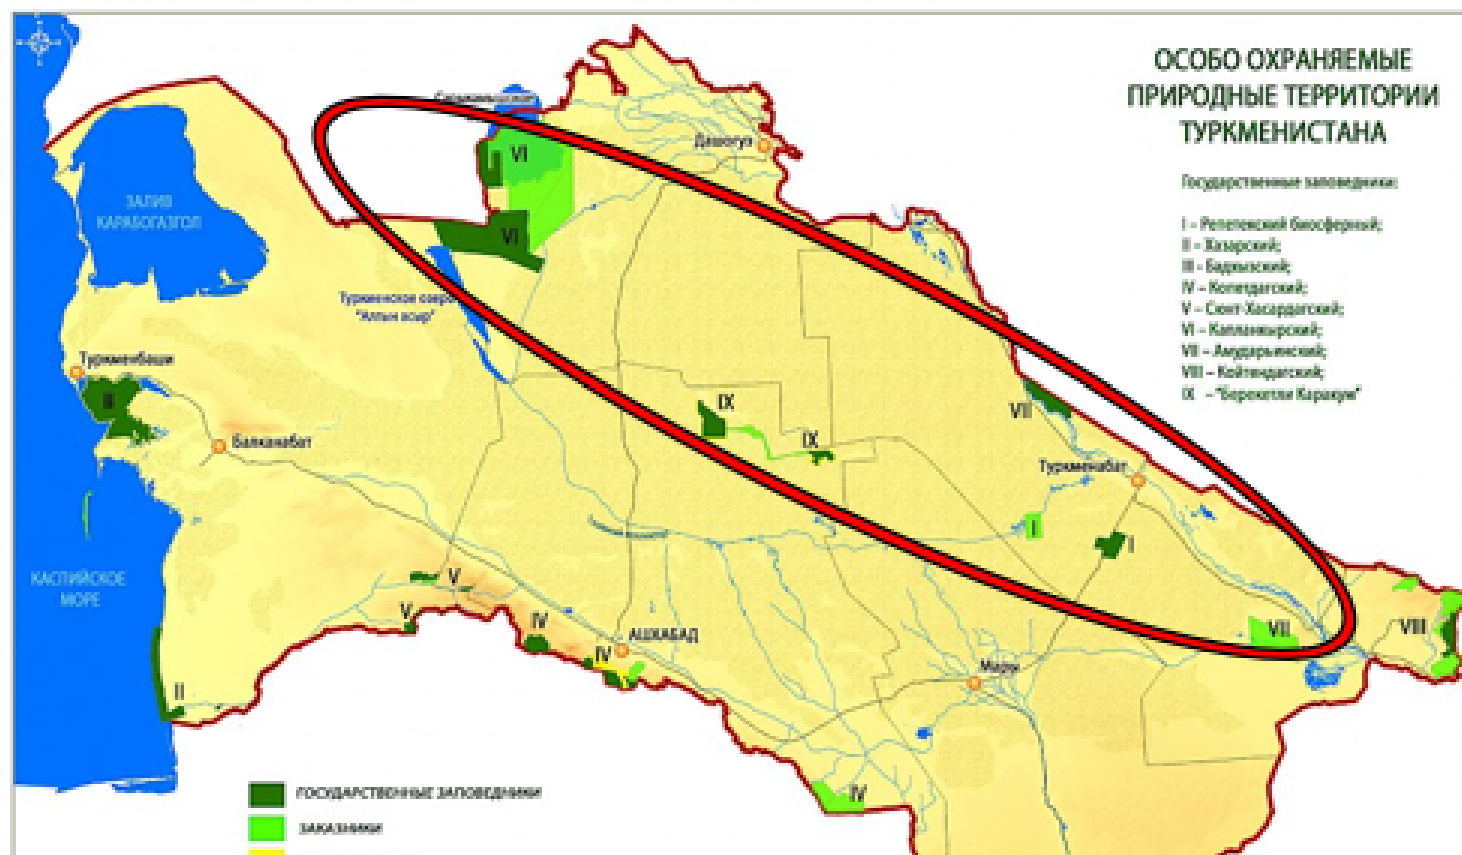 ОСОБО ОХРАНЯЕМЫЕ
ПРИРОДНЫЕ ТЕРРИТОРИИ
ТУРКМЕНИСТАНА
Государственные заповедники:
I – Репетекский биосферный;
II – Хазарский;
III – Бадхызский;
IV – Копетдагский;
V – Сюнт-Хасардагский;
VI – Капланкырский;
VII – Амударьинский;
VIII – Койтендагский;
IX – "Берекетли Каракум"
Сарыкамышское
VI
Дашогуз
ЗАЛИВ
КАРАБОГАЗГОЛ
VI
Туркменское озеро
"Алтын асыр"
Туркменбаши
II
Балканабат
IX
IX
VII
Туркменабат
I
I
КАСПИЙСКОЕ
МОРЕ
V
V
IV
АШХАБАД
IV
VII
VIII
Мары
II
IV
ГОСУДАРСТВЕННЫЕ ЗАПОВЕДНИКИ
ЗАКАЗНИКИ